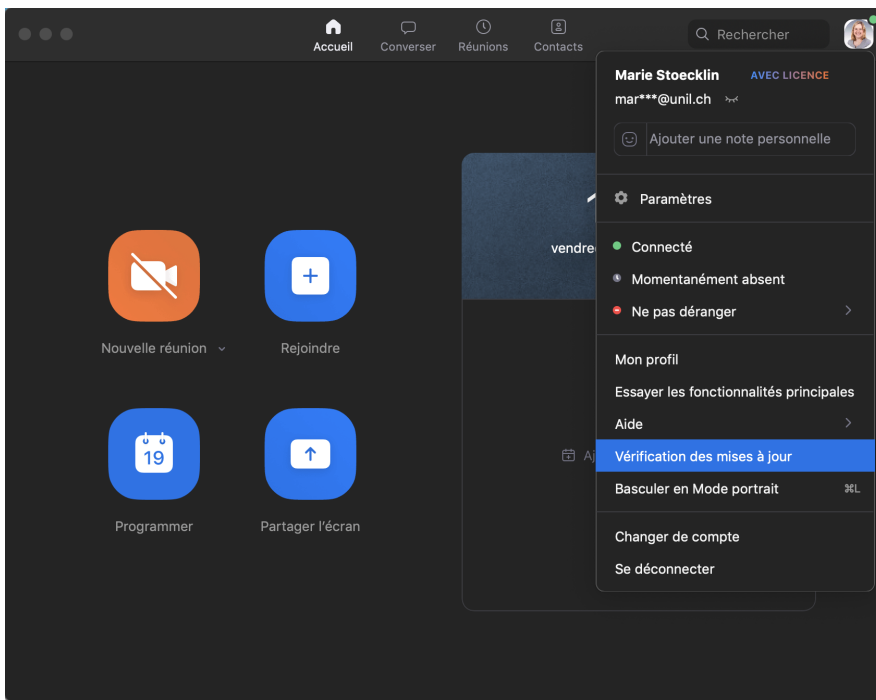 Accueil
Converser
Réunions
Contacts
Rechercher
Marie Stoecklin AVEC LICENCE
mar***@unil.ch
Ajouter une note personnelle
Paramètres
vendre
Connecté
Momentanément absent
Ne pas déranger
Nouvelle réunion
Rejoindre
Mon profil
Essayer les fonctionnalités principales
Aide
Aj
Vérification des mises à jour
Basculer en Mode portrait ⌘L
19
Programmer
Partager l'écran
Changer de compte
Se déconnecter